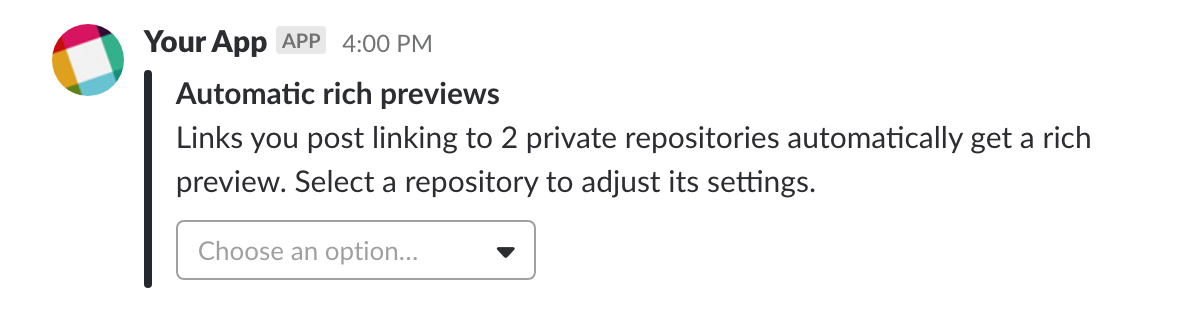 Your App APP 4:00 PM
Automatic rich previews
Links you post linking to 2 private repositories automatically get a rich
preview. Select a repository to adjust its settings.
Choose an option...